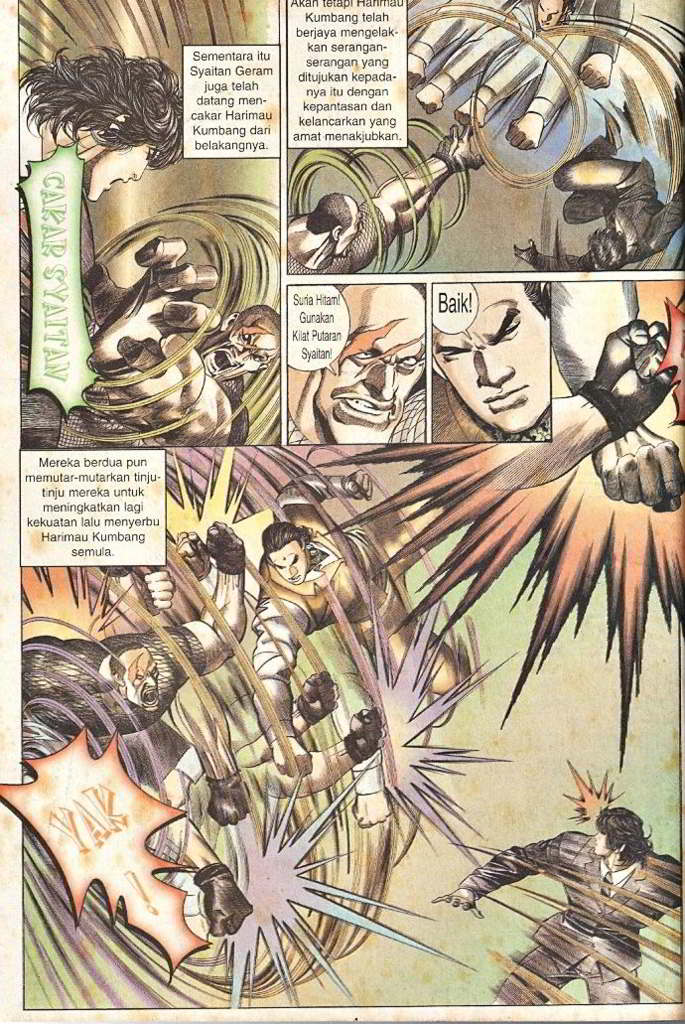 Sementara itu
Syaitan Geram
juga telah
datang men-
cakar Harimau
Kumbang dari
belakangnya.
CAKAR SYAITAN
Akan tetapi Harimau
Kumbang telah
berjaya mengelak-
kan serangan-
serangan yang
ditujukan kepada-
nya itu dengan
kepantasan dan
kelancarkan yang
amat menakjubkan.
Suria Hitam!
Gunakan
Kilat Putaran
Syaitan!
Baik!
Mereka berdua pun
memutar-mutarkan tinju-
tinju mereka untuk
meningkatkan lagi
kekuatan lalu menyerbu
Harimau Kumbang
semula.
YAK
!